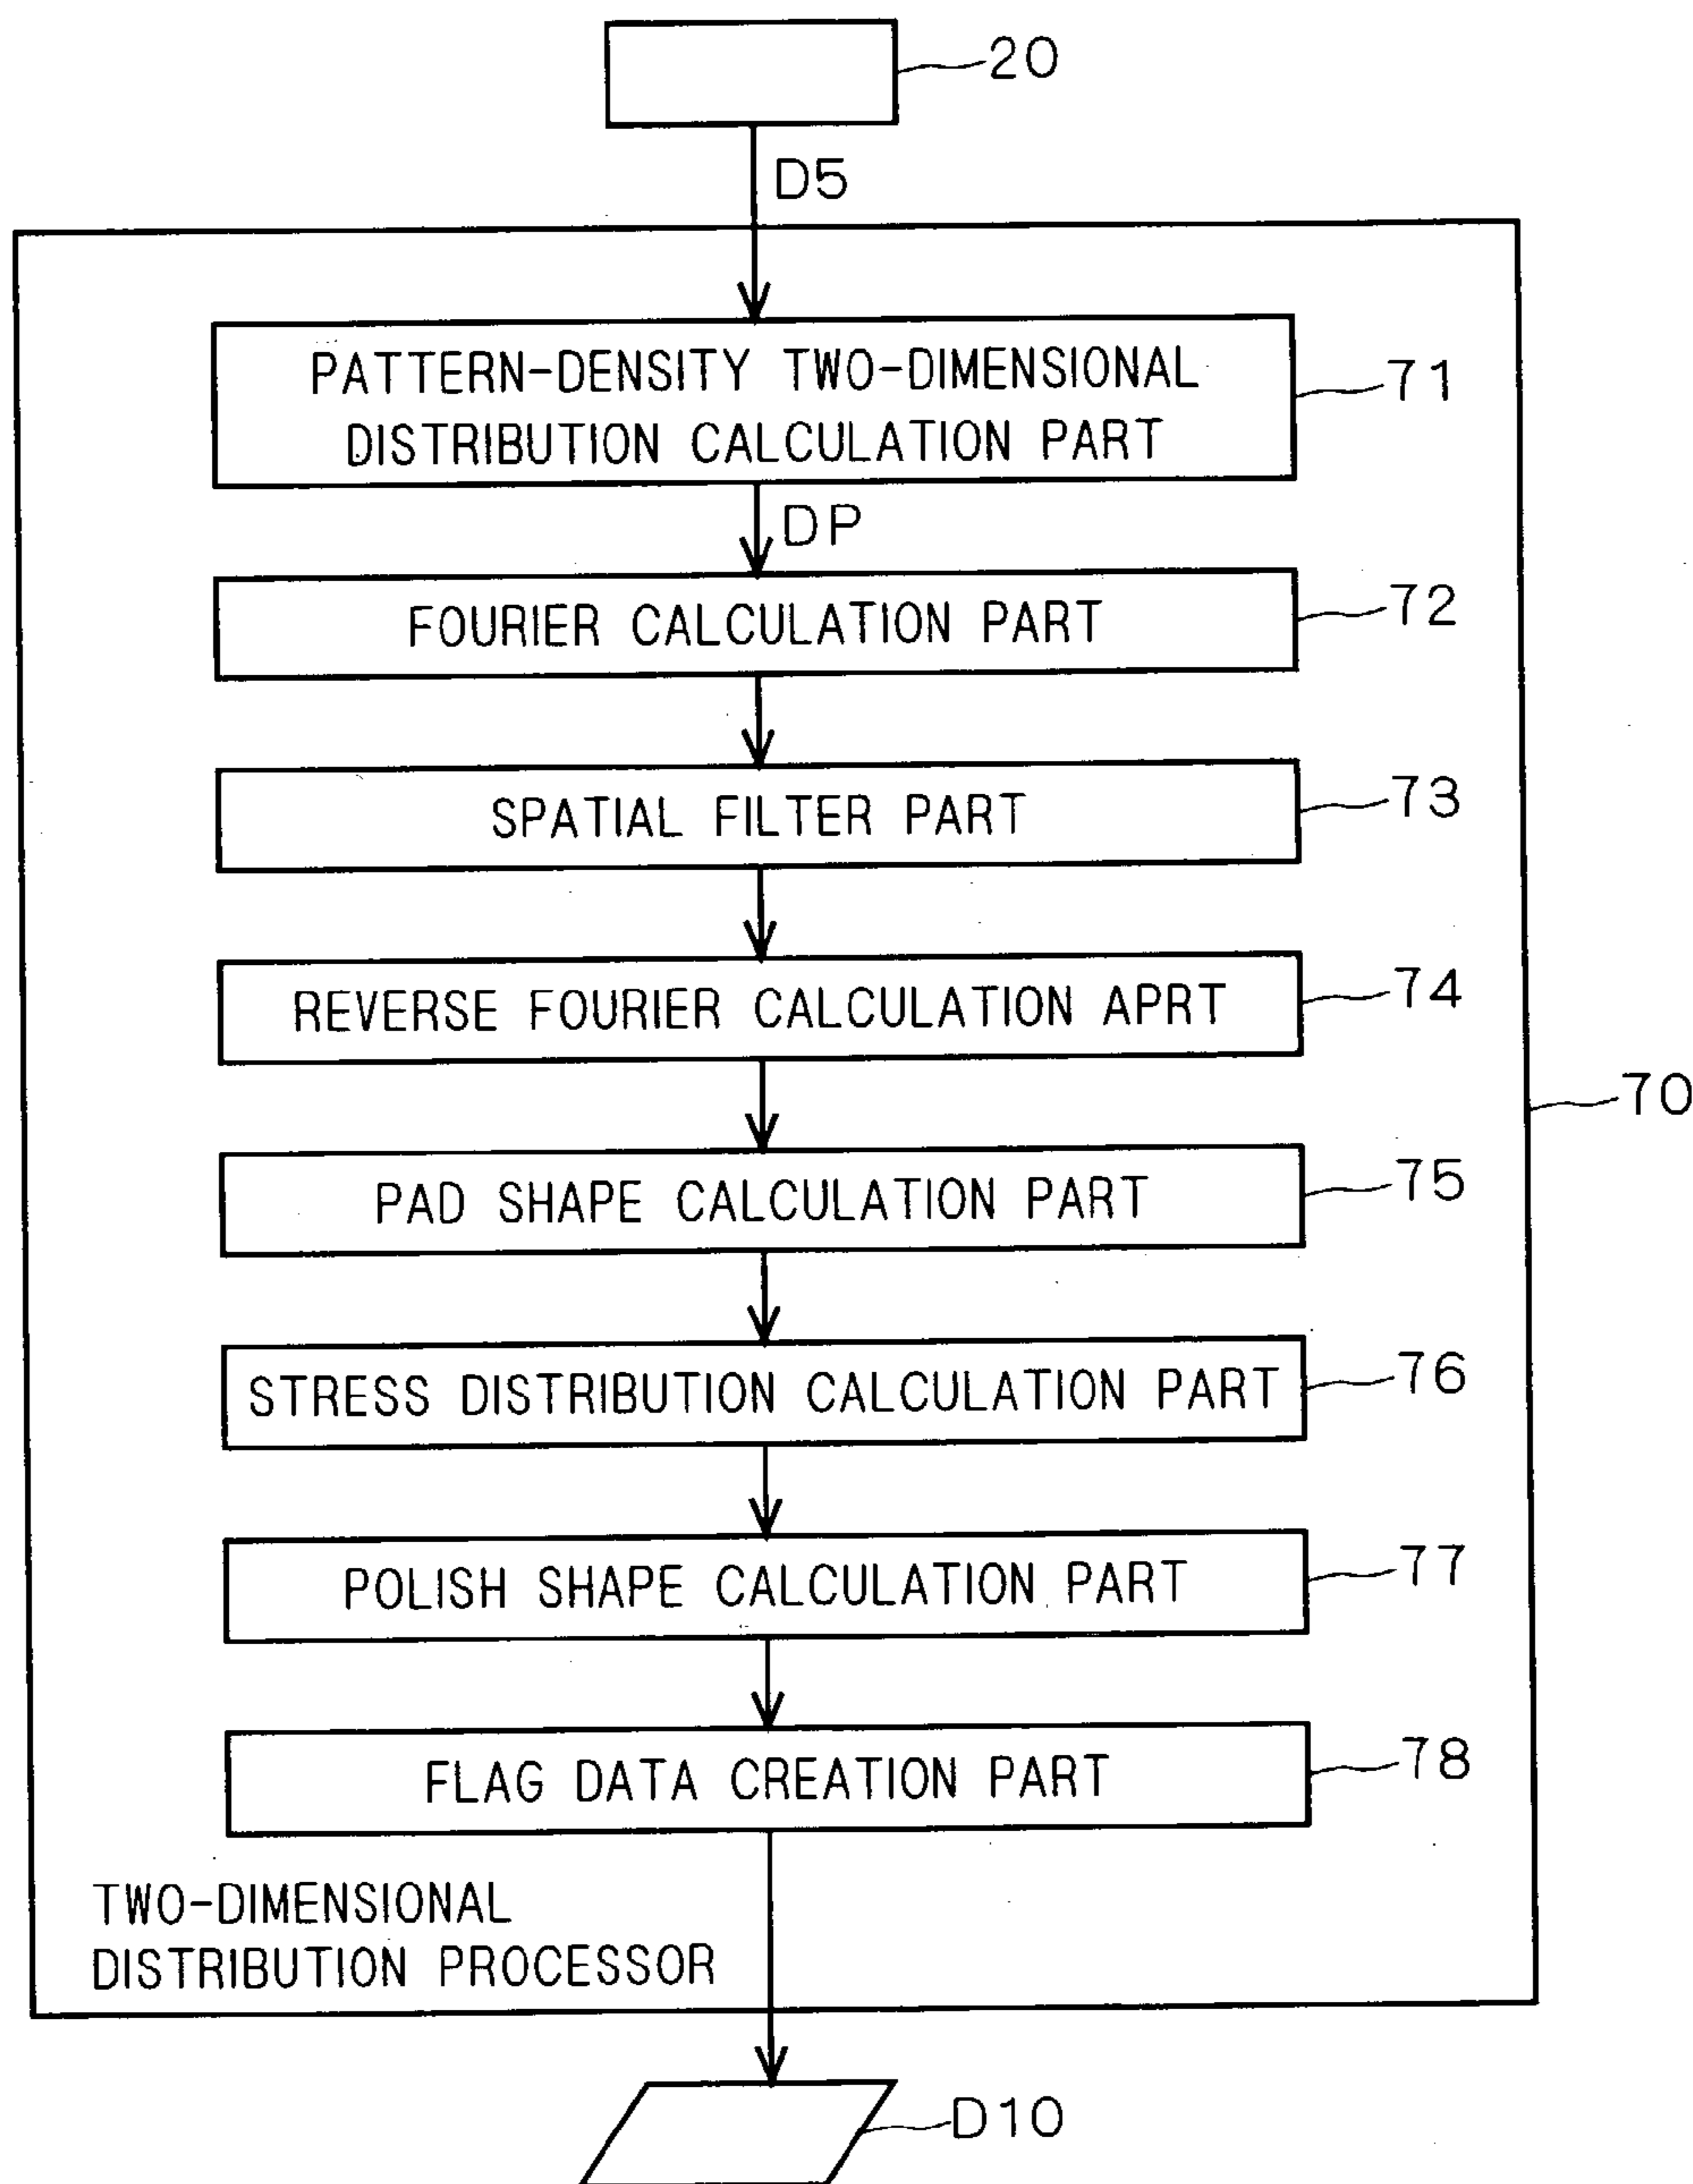 20
D5
PATTERN-DENSITY TWO-DIMENSIONAL
DISTRIBUTION CALCULATION PART
71
DP
FOURIER CALCULATION PART
72
SPATIAL FILTER PART
73
REVERSE FOURIER CALCULATION APRT
74
70
PAD SHAPE CALCULATION PART
75
STRESS DISTRIBUTION CALCULATION PART
76
POLISH SHAPE CALCULATION PART
77
FLAG DATA CREATION PART
78
TWO-DIMENSIONAL
DISTRIBUTION PROCESSOR
D10